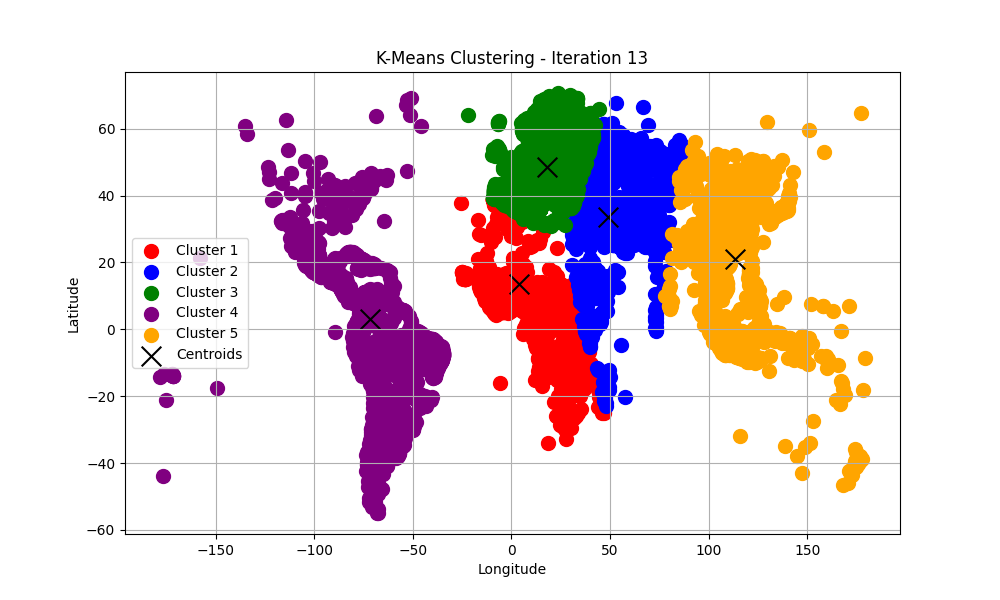 K-Means Clustering - Iteration 13
Latitude
60
40
20
0
−20
−40
−60
Cluster 1
Cluster 2
Cluster 3
Cluster 4
Cluster 5
Centroids
−150
−100
−50
0
50
100
150
Longitude